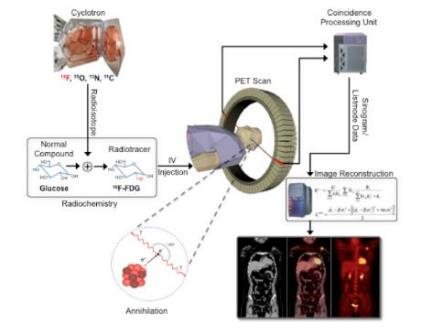 Cyclotron
¹⁸F, ¹⁵O, ¹³N, ¹¹C
Radioisotope
Normal
Compound
Glucose
Radiotracer
¹⁸F-FDG
Radiochemistry
IV
Injection
PET Scan
Coincidence
Processing Unit
Sinogram/
Listmode Data
Image Reconstruction
Annihilation